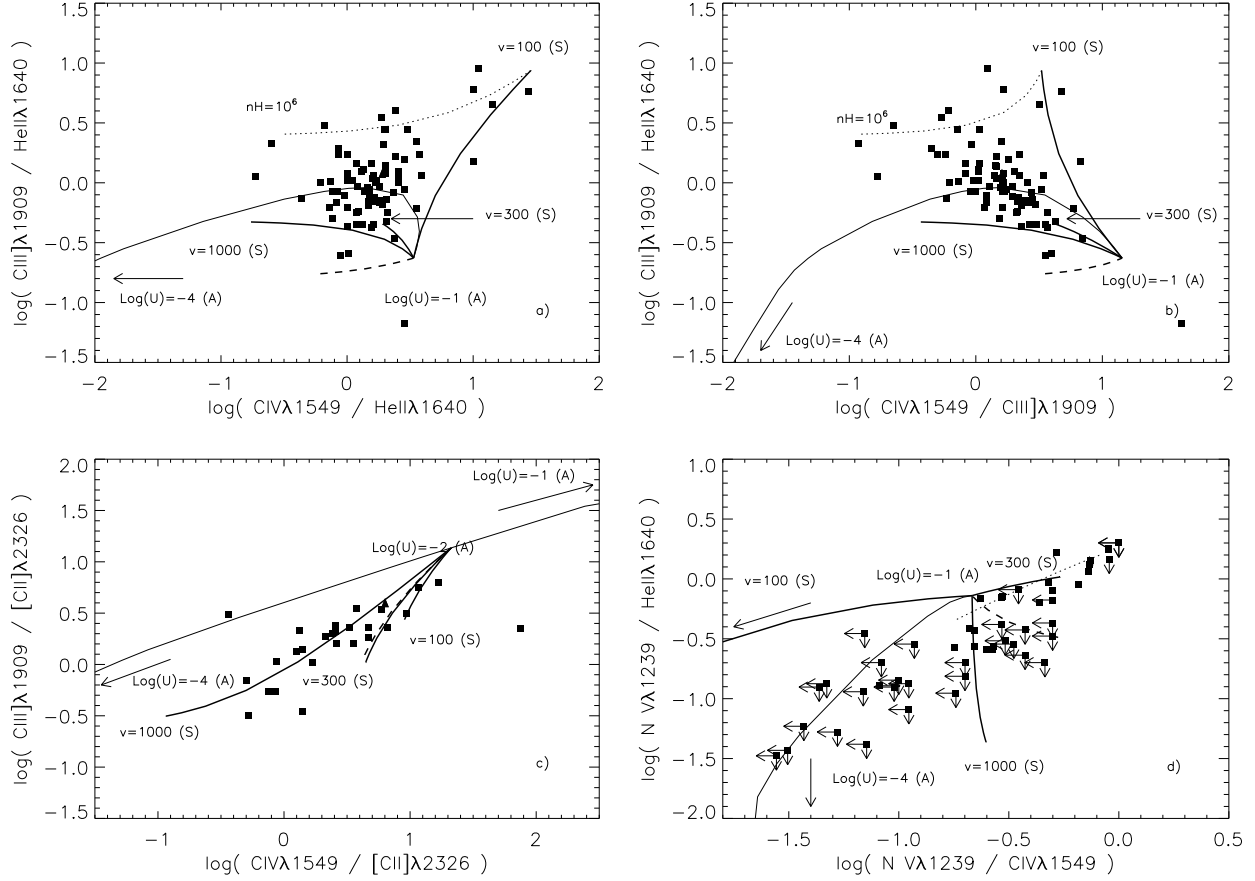 1.5
1.0
0.5
0.0
−0.5
−1.0
−1.5
log( CIII]λ1909 / HeIIλ1640 )
v=100 (S)
nH=10⁶
v=300 (S)
v=1000 (S)
Log(U)=−4 (A)
Log(U)=−1 (A)
a)
−2
−1
0
1
2
log( CIVλ1549 / HeIIλ1640 )
1.5
1.0
0.5
0.0
−0.5
−1.0
−1.5
log( CIII]λ1909 / HeIIλ1640 )
v=100 (S)
nH=10⁶
v=300 (S)
v=1000 (S)
Log(U)=−1 (A)
Log(U)=−4 (A)
b)
−2
−1
0
1
2
log( CIVλ1549 / CIII]λ1909 )
2.0
1.5
1.0
0.5
0.0
−0.5
−1.0
−1.5
log( CIII]λ1909 / [CII]λ2326 )
Log(U)=−1 (A)
Log(U)=−2 (A)
v=100 (S)
Log(U)=−4 (A)
v=300 (S)
v=1000 (S)
c)
−1
0
1
2
log( CIVλ1549 / [CII]λ2326 )
1.0
0.5
0.0
−0.5
−1.0
−1.5
−2.0
log( N Vλ1239 / HeIIλ1640 )
v=300 (S)
v=100 (S)
Log(U)=−1 (A)
v=1000 (S)
Log(U)=−4 (A)
d)
−1.5
−1.0
−0.5
0.0
0.5
log( N Vλ1239 / CIVλ1549 )